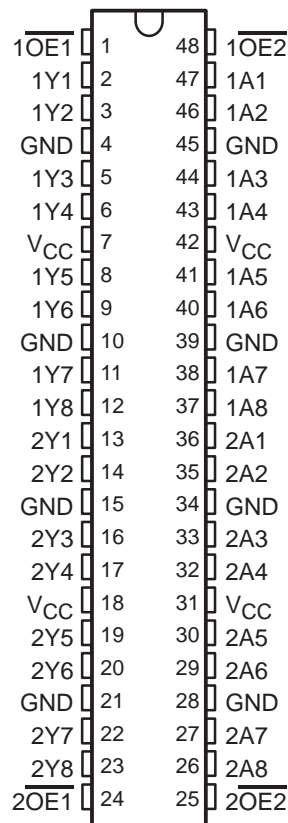 1OE1 1 48 1OE2
1Y1 2 47 1A1
1Y2 3 46 1A2
GND 4 45 GND
1Y3 5 44 1A3
1Y4 6 43 1A4
VCC 7 42 VCC
1Y5 8 41 1A5
1Y6 9 40 1A6
GND 10 39 GND
1Y7 11 38 1A7
1Y8 12 37 1A8
2Y1 13 36 2A1
2Y2 14 35 2A2
GND 15 34 GND
2Y3 16 33 2A3
2Y4 17 32 2A4
VCC 18 31 VCC
2Y5 19 30 2A5
2Y6 20 29 2A6
GND 21 28 GND
2Y7 22 27 2A7
2Y8 23 26 2A8
2OE1 24 25 2OE2